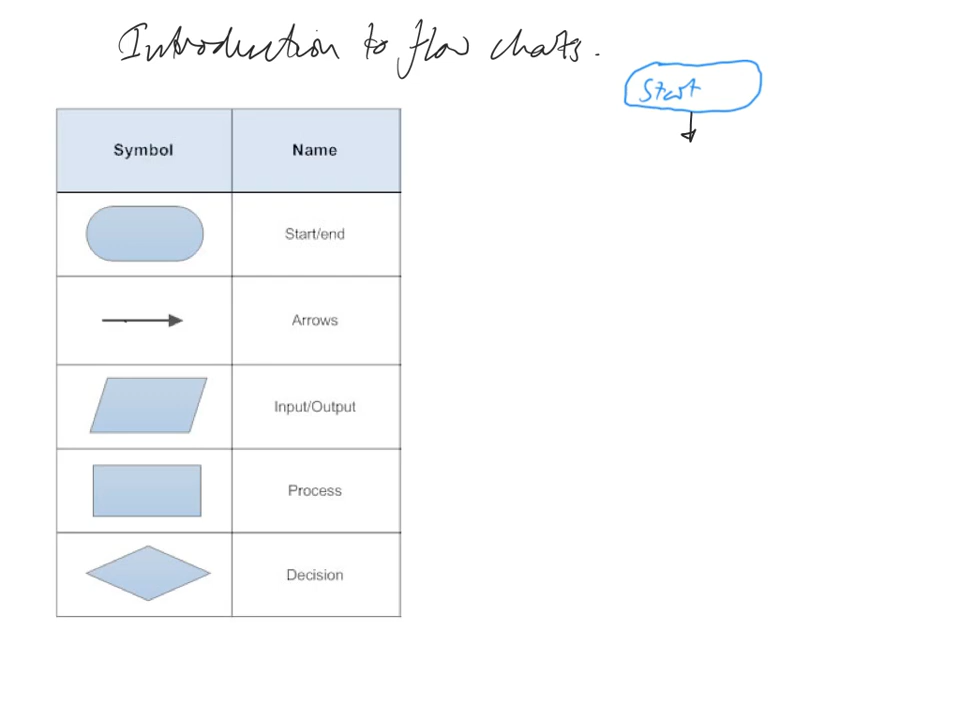 Introduction to flow charts.
Start
Symbol Name
Start/end
Arrows
Input/Output
Process
Decision